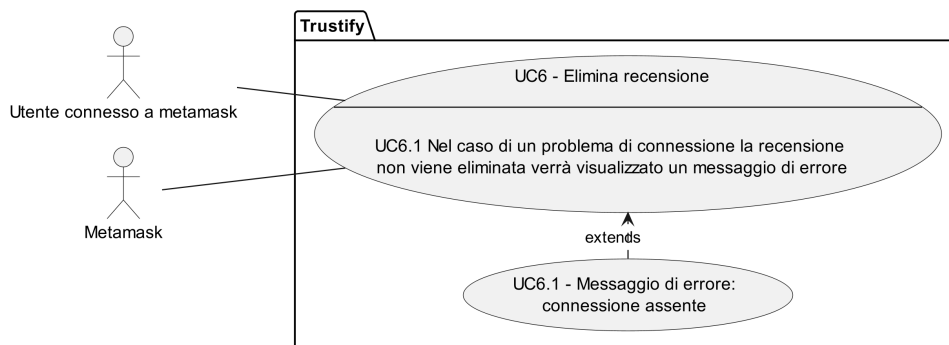 Trustify
UC6 - Elimina recensione
Utente connesso a metamask
UC6.1 Nel caso di un problema di connessione la recensione
non viene eliminata verrà visualizzato un messaggio di errore
Metamask
extends
UC6.1 - Messaggio di errore:
connessione assente